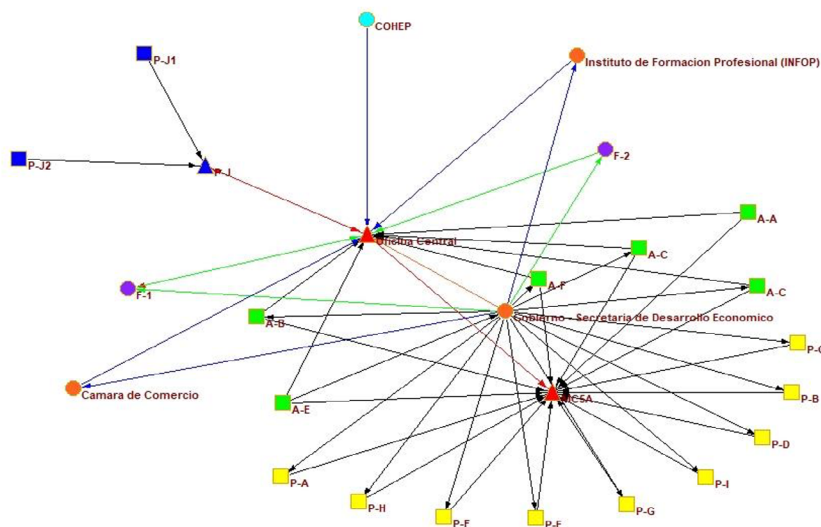 COHEP
P-J1
Instituto de Formacion Profesional (INFOP)
P-J2
P-J
F-2
A-A
Oficina Central
A-C
A-F
A-C
F-1
A-B
Gobierno - Secretaria de Desarrollo Economico
P-C
Camara de Comercio
P-B
A-E
P-D
P-A
P-I
P-H
P-G
P-F
P-E